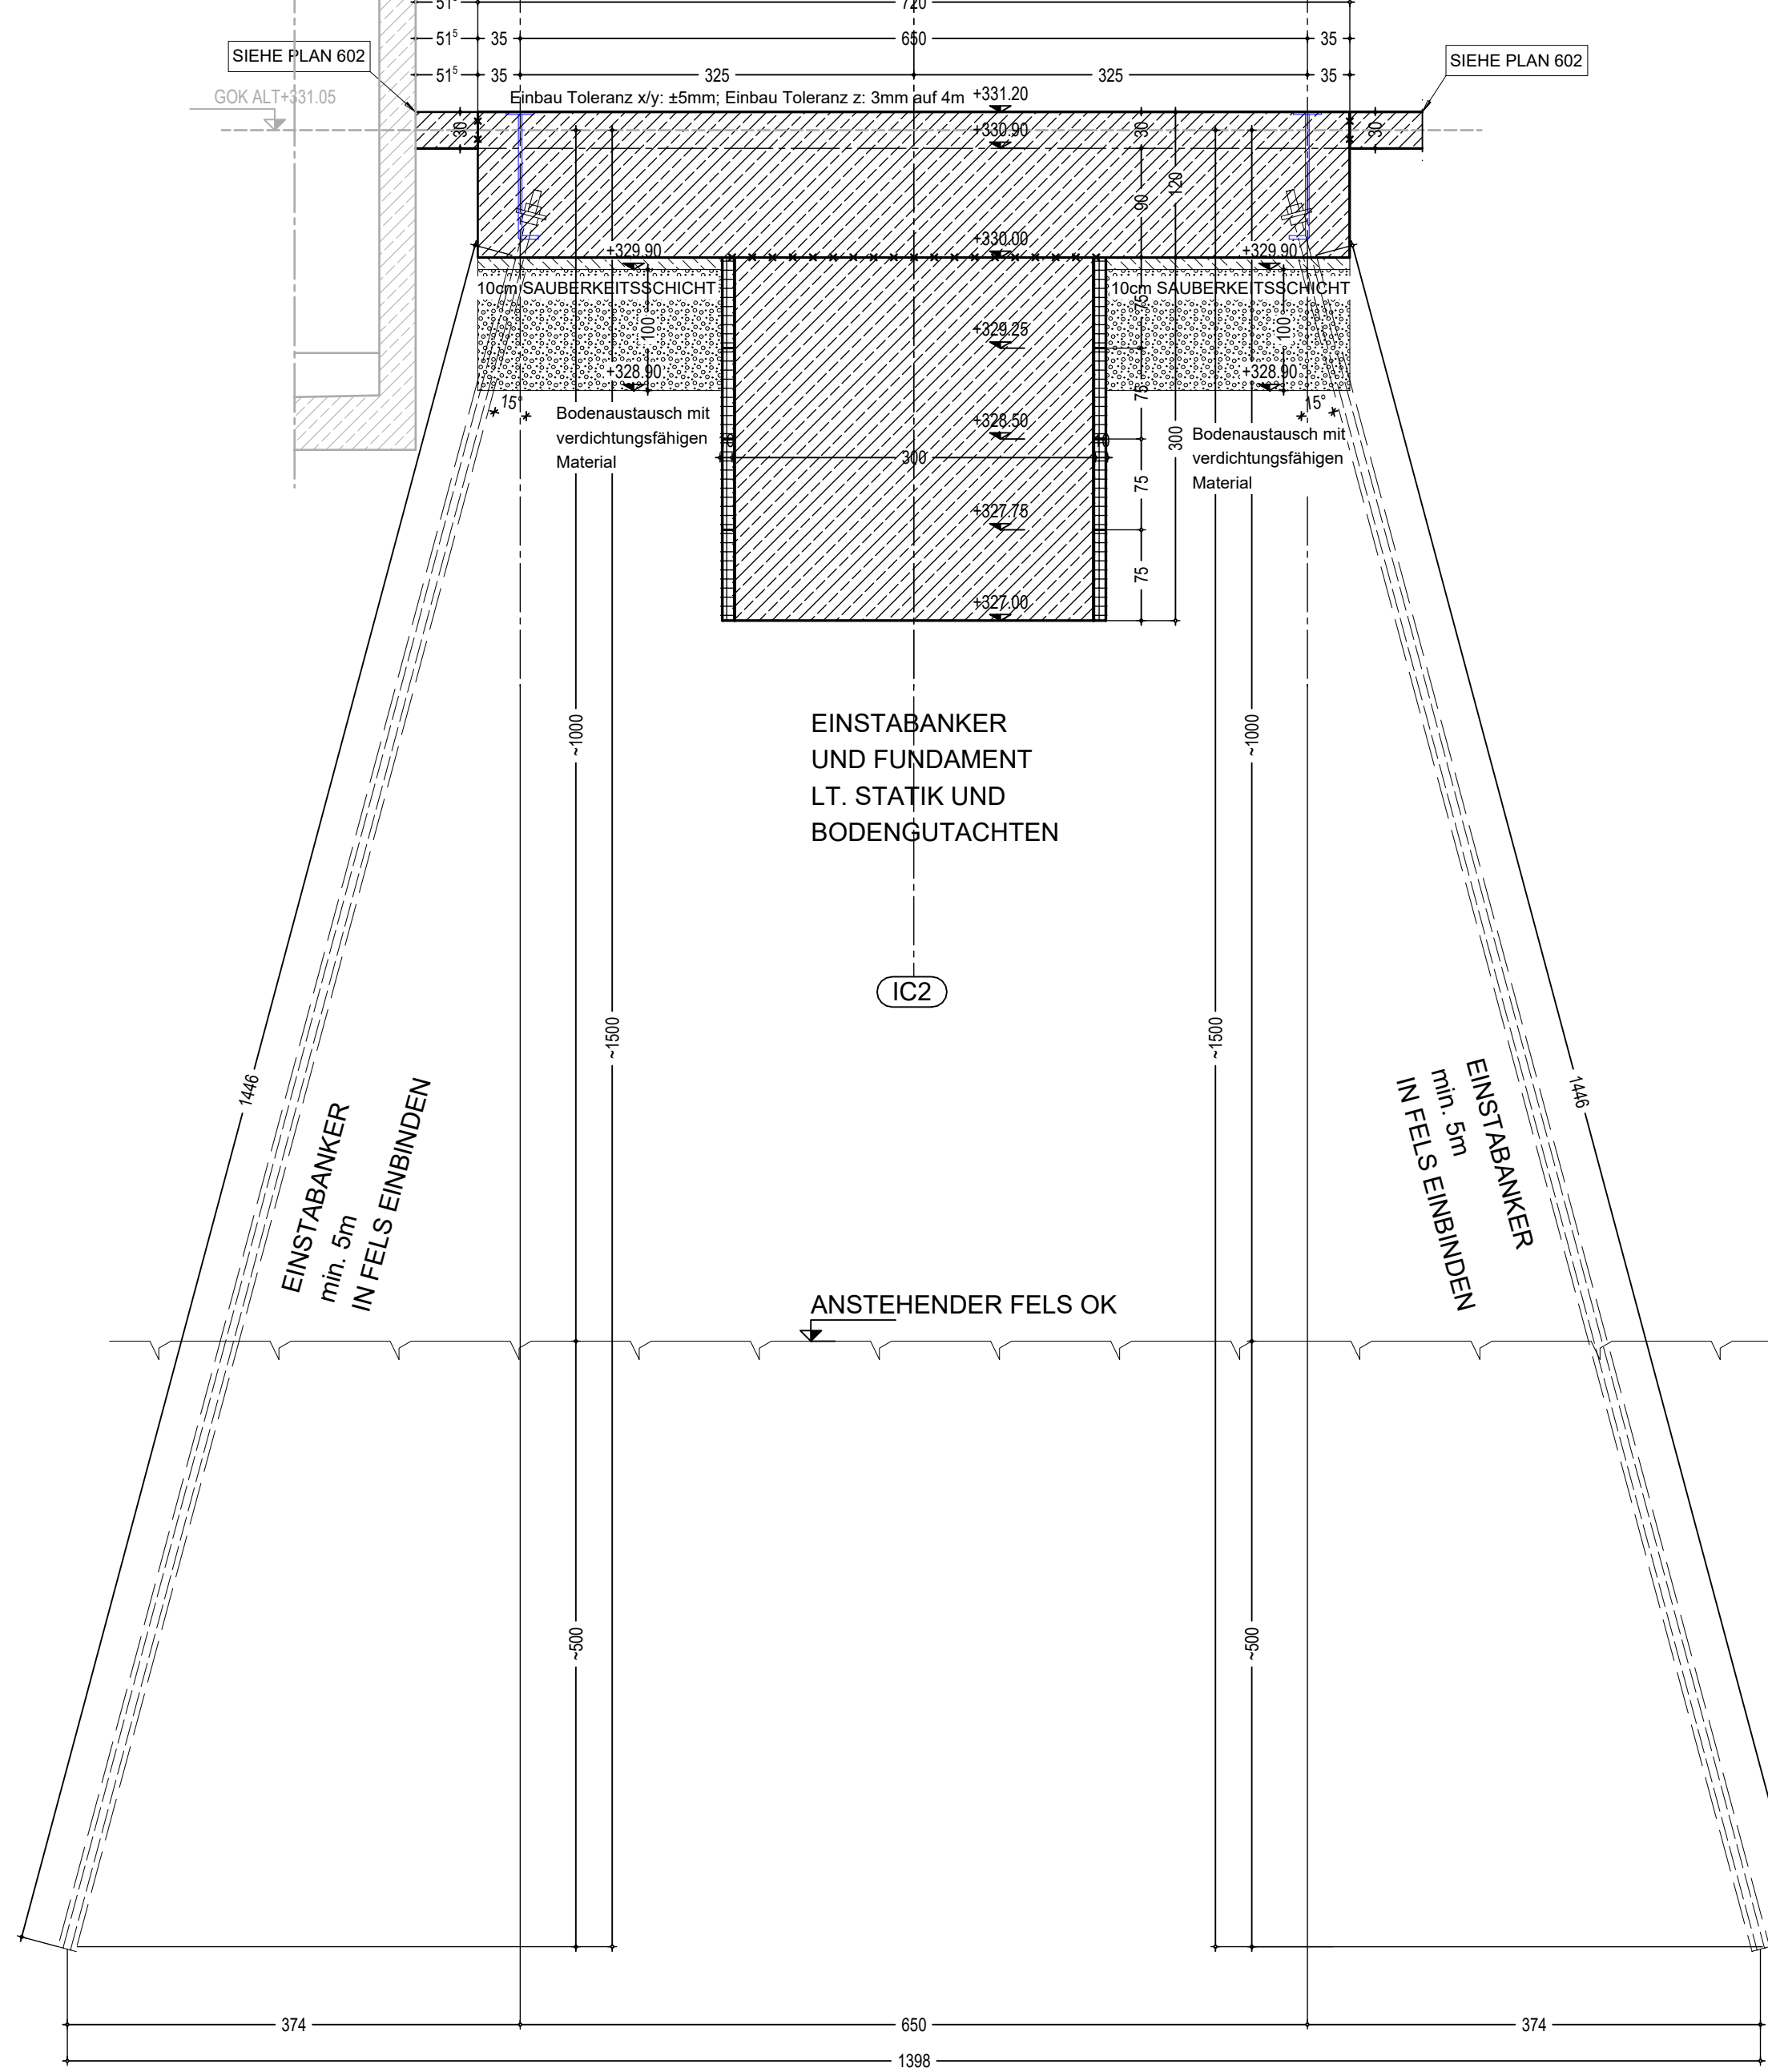 51⁵
720
51⁵ 35 650 35
51⁵ 35 325 325 35
SIEHE PLAN 602
SIEHE PLAN 602
GOK ALT+331.05
Einbau Toleranz x/y: ±5mm; Einbau Toleranz z: 3mm auf 4m
+331.20
30
+330.90
30
30
120
90
+330.00
+329.90
+329.90
10cm SAUBERKEITSSCHICHT
10cm SAUBERKEITSSCHICHT
100
75
100
+329.25
+328.90
+328.90
15°
75
15°
Bodenaustausch mit
verdichtungsfähigen
Material
+328.50
300
300
Bodenaustausch mit
verdichtungsfähigen
Material
75
+327.75
75
+327.00
~1000
~1000
EINSTABANKER
UND FUNDAMENT
LT. STATIK UND
BODENGUTACHTEN
IC2
~1500
~1500
1446
1446
EINSTABANKER
min. 5m
IN FELS EINBINDEN
EINSTABANKER
min. 5m
IN FELS EINBINDEN
ANSTEHENDER FELS OK
~500
~500
374 650 374
1398